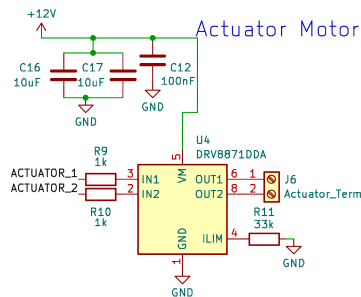 +12V
Actuator Motor
C16
10uF
C17
10uF
C12
100nF
GND
GND
U4
DRV8871DDA
R9
1k
5
VM
ACTUATOR_1
3
IN1
OUT1
6
1
J6
ACTUATOR_2
2
IN2
OUT2
8
2
Actuator_Term
R10
1k
R11
33k
GND
ILIM
4
1
GND
GND